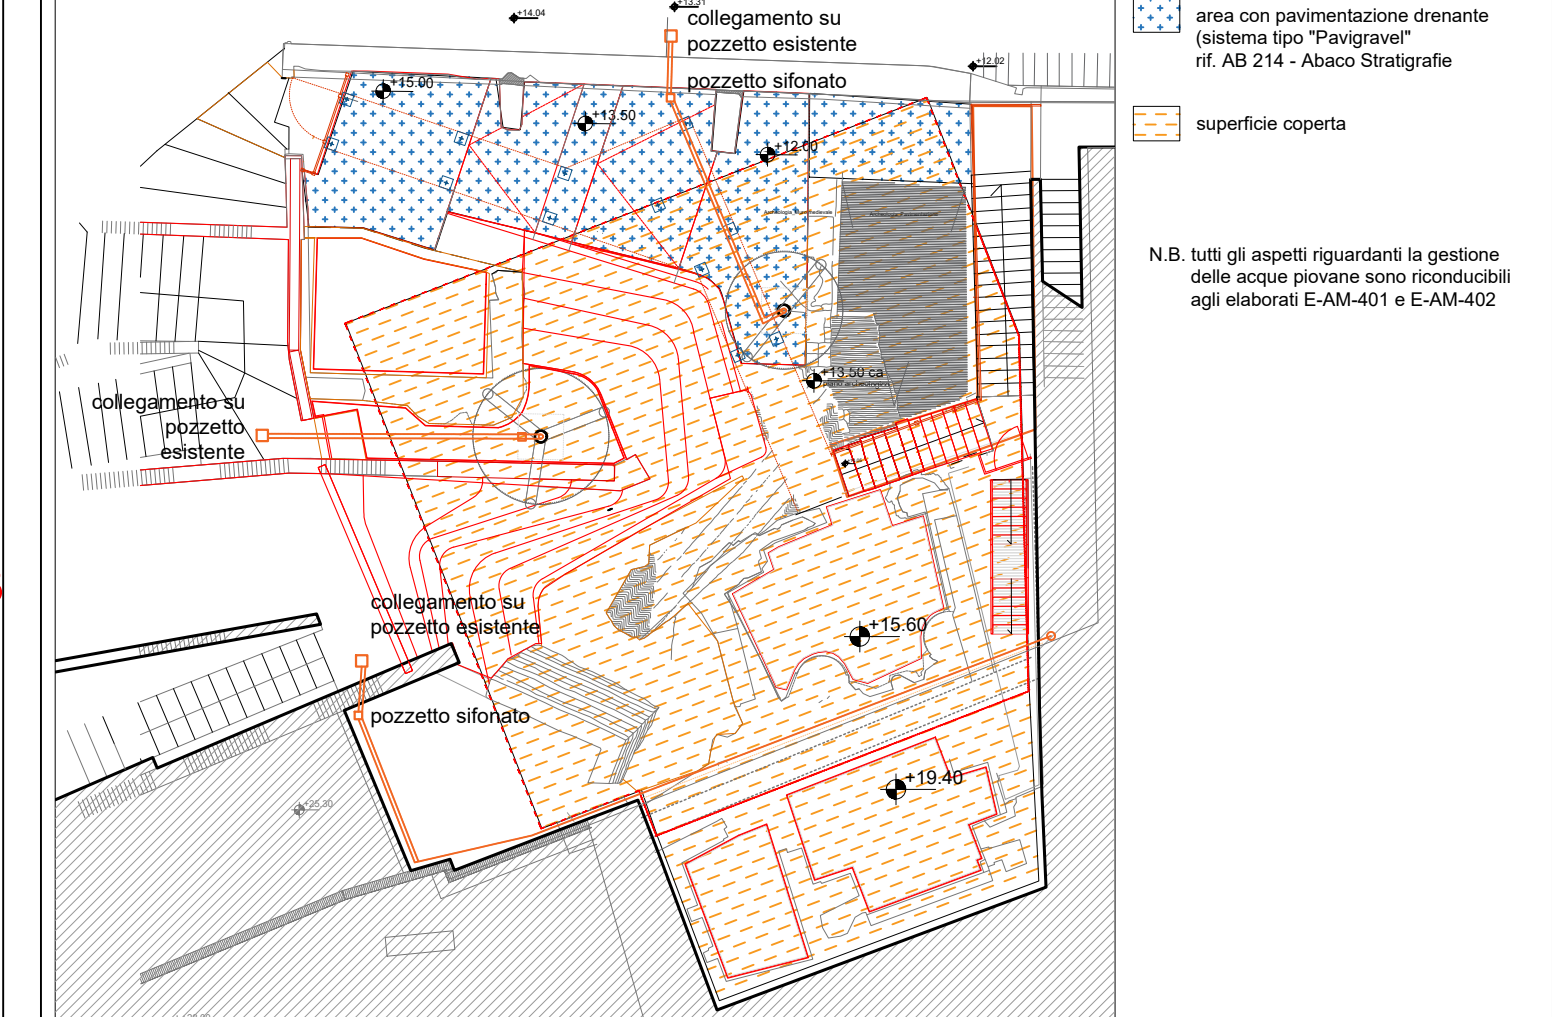 +14.04
+13.31
collegamento su
pozzetto esistente
pozzetto sifonato
+12.02
+15.00
+13.50
+12.00
+13.50 ca
piano archeologico
collegamento su
pozzetto
esistente
collegamento su
pozzetto esistente
pozzetto sifonato
+15.60
+19.40
+25.30
area con pavimentazione drenante
(sistema tipo "Pavigravel"
rif. AB 214 - Abaco Stratigrafie
superficie coperta
N.B. tutti gli aspetti riguardanti la gestione
delle acque piovane sono riconducibili
agli elaborati E-AM-401 e E-AM-402